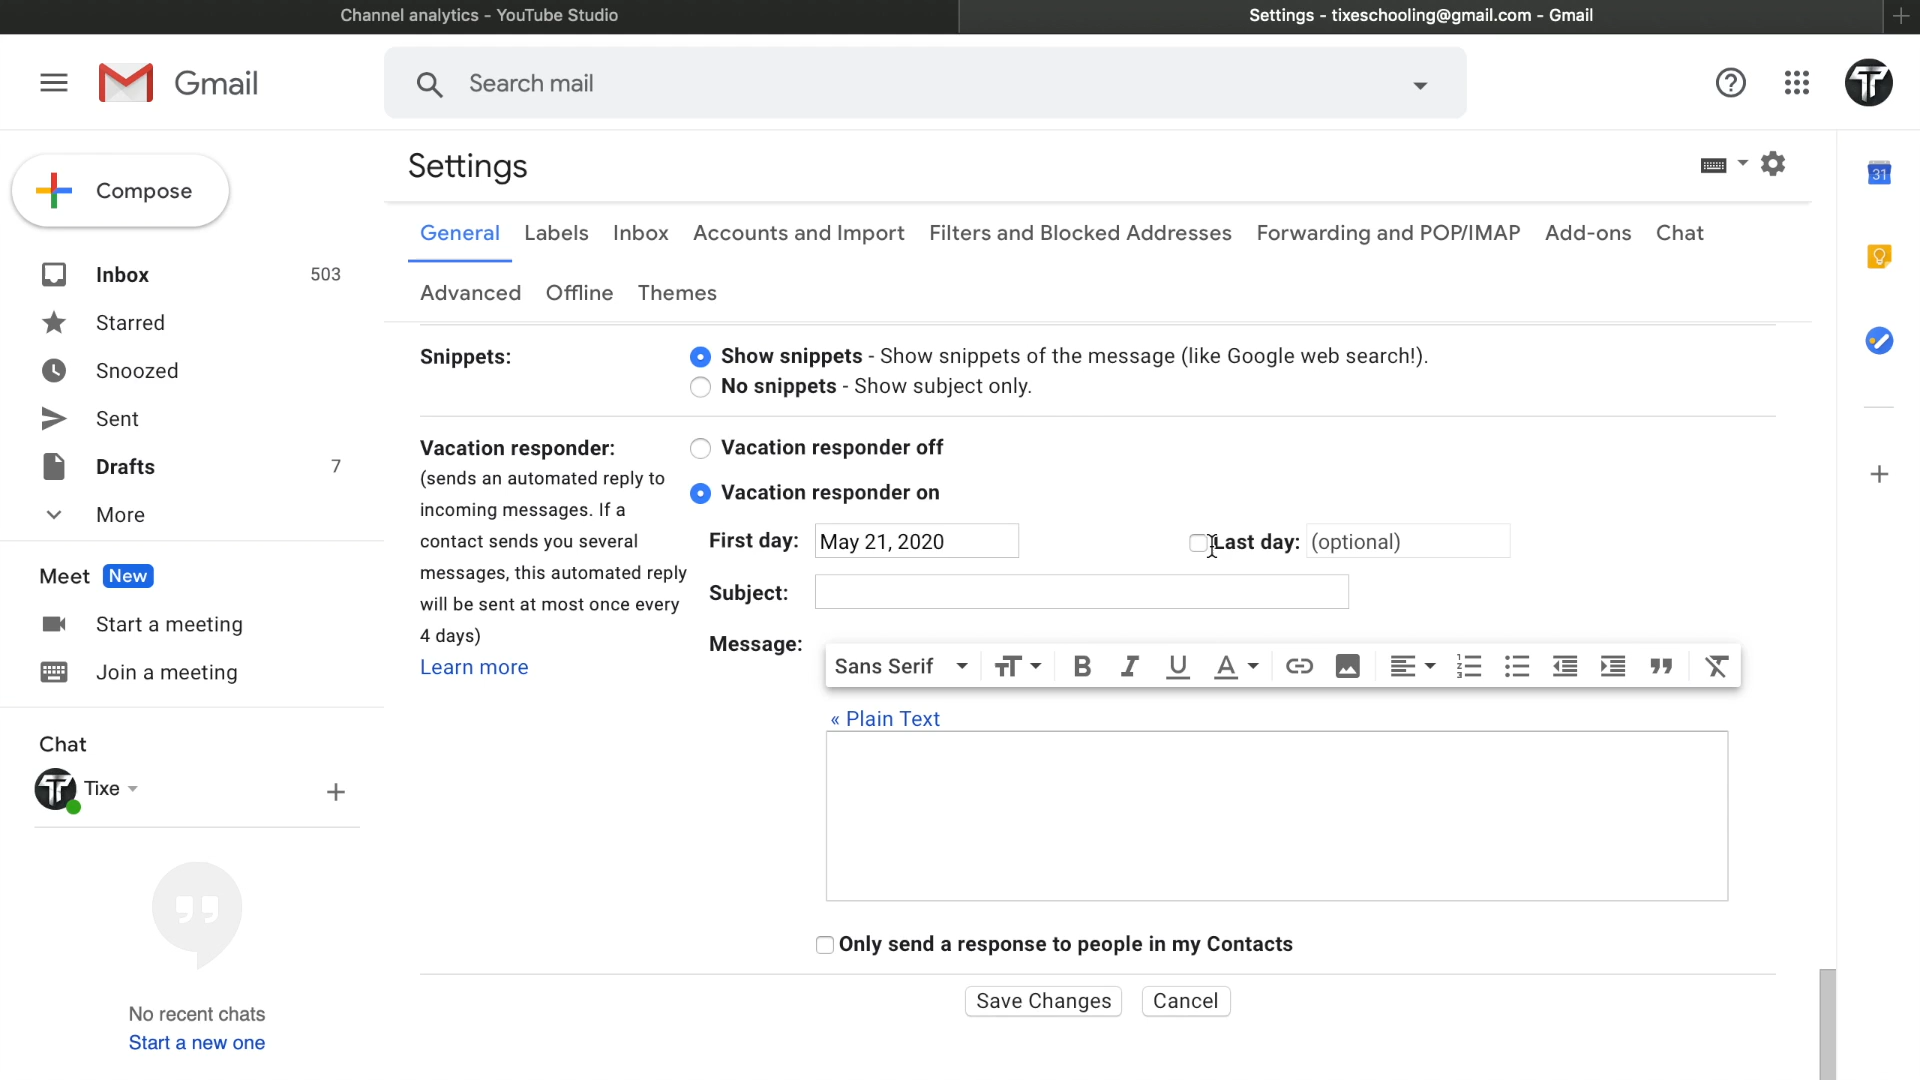 Channel analytics - YouTube Studio
Settings - tixeschooling@gmail.com - Gmail
Gmail
Search mail
Compose
Inbox 503
Starred
Snoozed
Sent
Drafts 7
More
Meet New
Start a meeting
Join a meeting
Chat
Tixe
No recent chats
Start a new one
Settings
General Labels Inbox Accounts and Import Filters and Blocked Addresses Forwarding and POP/IMAP Add-ons Chat
Advanced Offline Themes
Snippets:
Show snippets - Show snippets of the message (like Google web search!).
No snippets - Show subject only.
Vacation responder:
(sends an automated reply to
incoming messages. If a
contact sends you several
messages, this automated reply
will be sent at most once every
4 days)
Learn more
Vacation responder off
Vacation responder on
First day: May 21, 2020 Last day: (optional)
Subject:
Message:
Sans Serif
« Plain Text
Only send a response to people in my Contacts
Save Changes Cancel
31